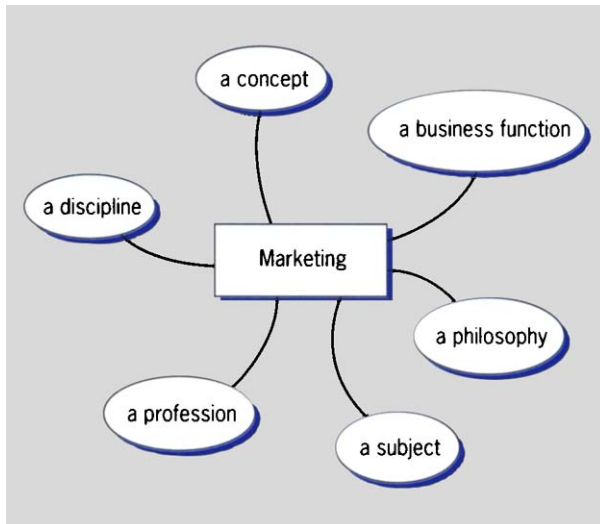 a concept
a business function
a discipline
Marketing
a philosophy
a profession
a subject